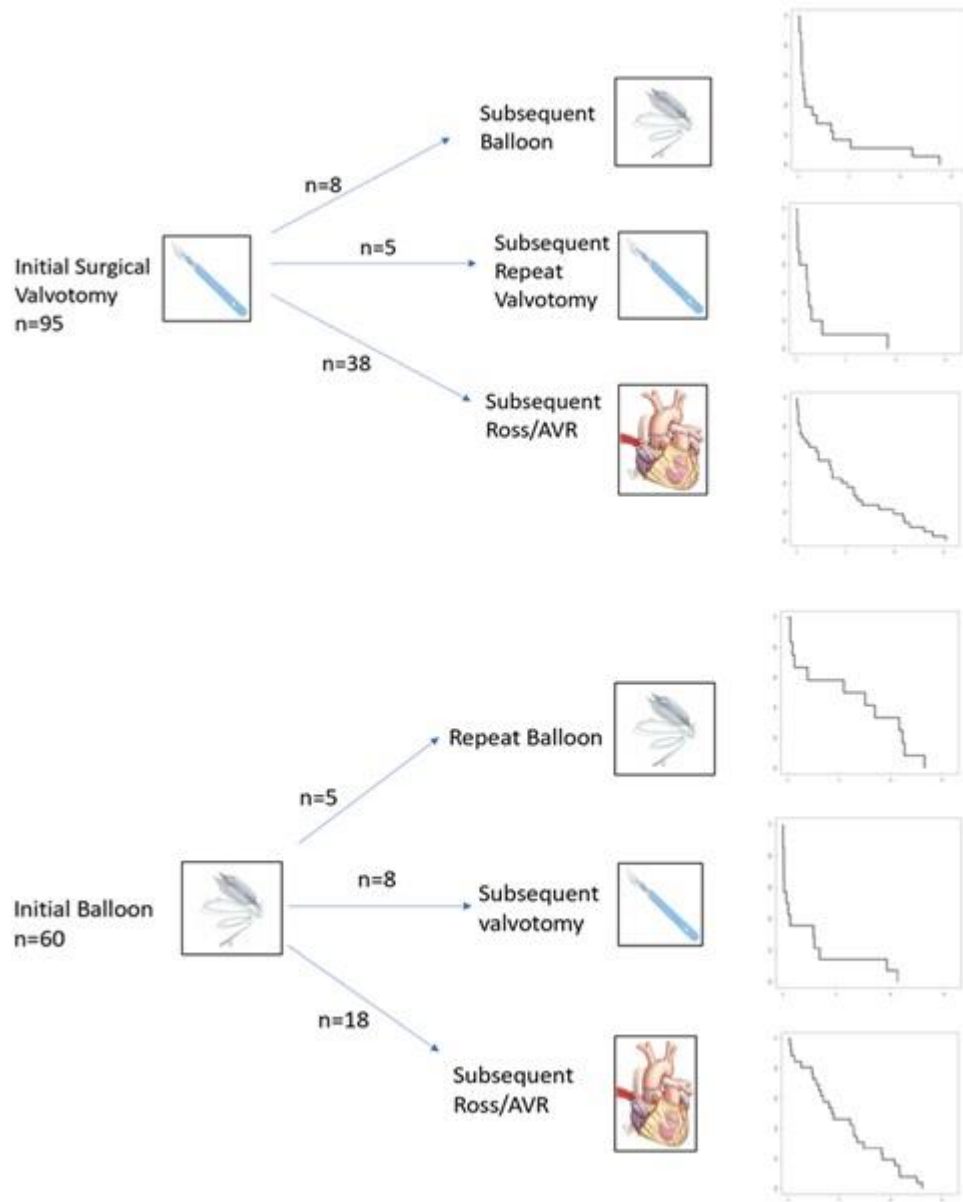 Subsequent
Balloon
n=8
Initial Surgical
Valvotomy
n=95
n=5
Subsequent
Repeat
Valvotomy
n=38
Subsequent
Ross/AVR
Repeat Balloon
n=5
Initial Balloon
n=60
n=8
Subsequent
valvotomy
n=18
Subsequent
Ross/AVR